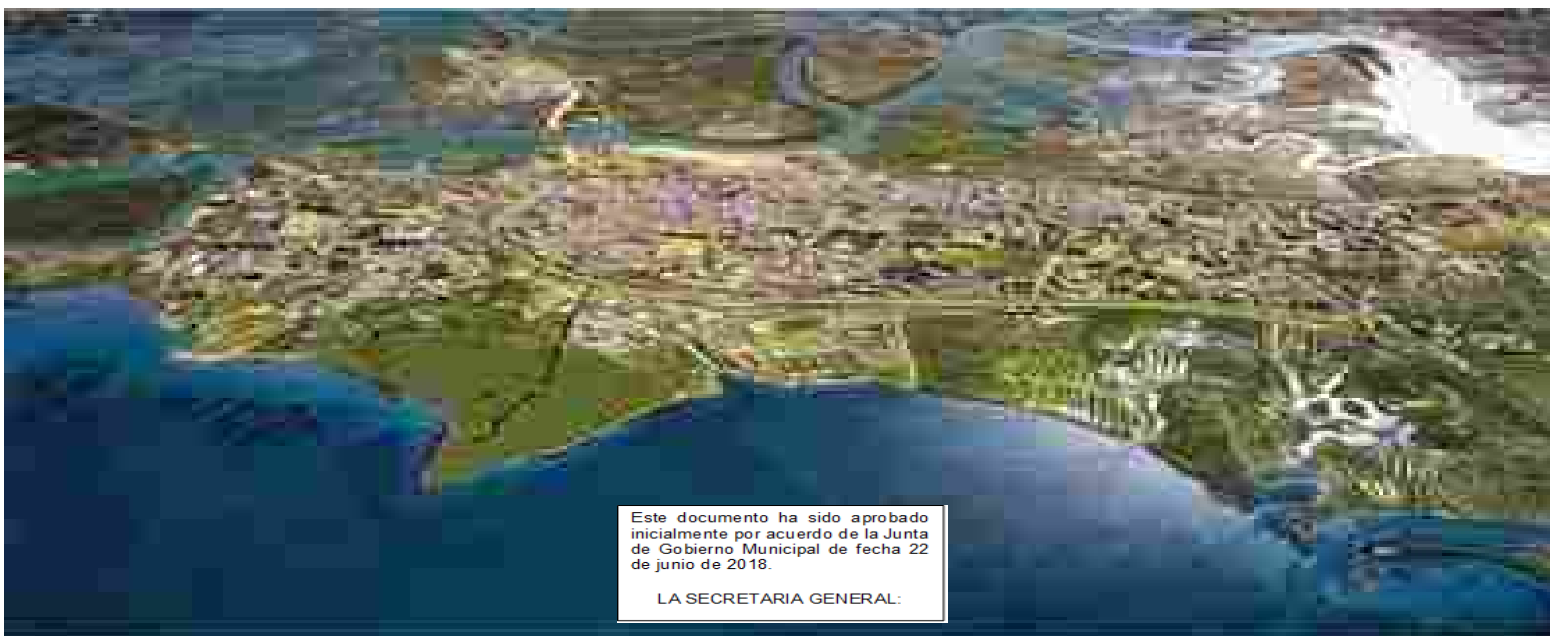 Este documento ha sido aprobado
inicialmente por acuerdo de la Junta
de Gobierno Municipal de fecha 22
de junio de 2018.
LA SECRETARIA GENERAL: